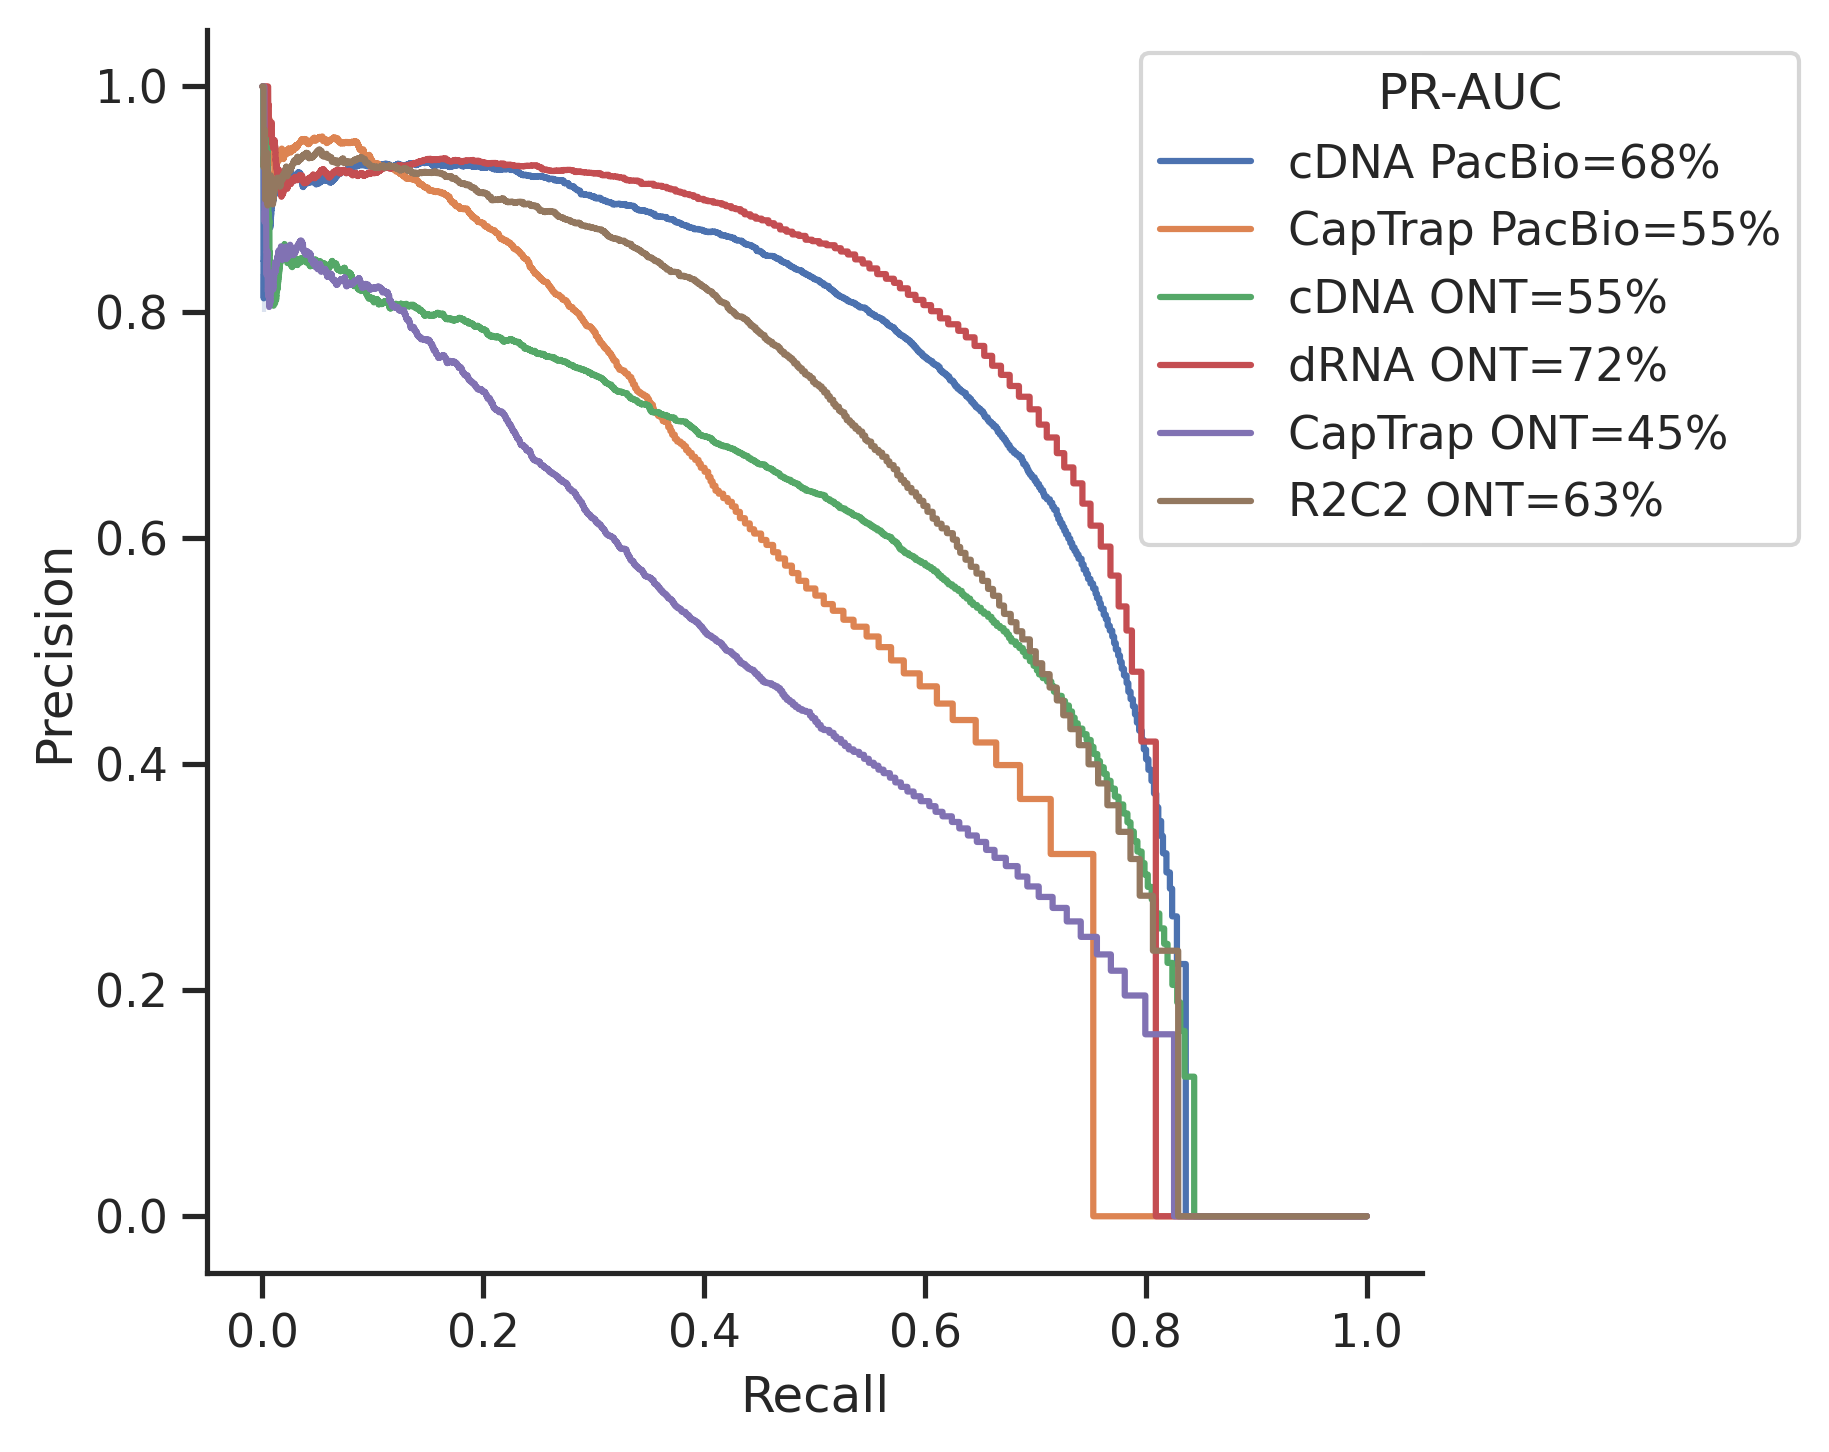 PR-AUC
cDNA PacBio=68%
CapTrap PacBio=55%
cDNA ONT=55%
dRNA ONT=72%
CapTrap ONT=45%
R2C2 ONT=63%
Precision
1.0
0.8
0.6
0.4
0.2
0.0
0.0 0.2 0.4 0.6 0.8 1.0
Recall